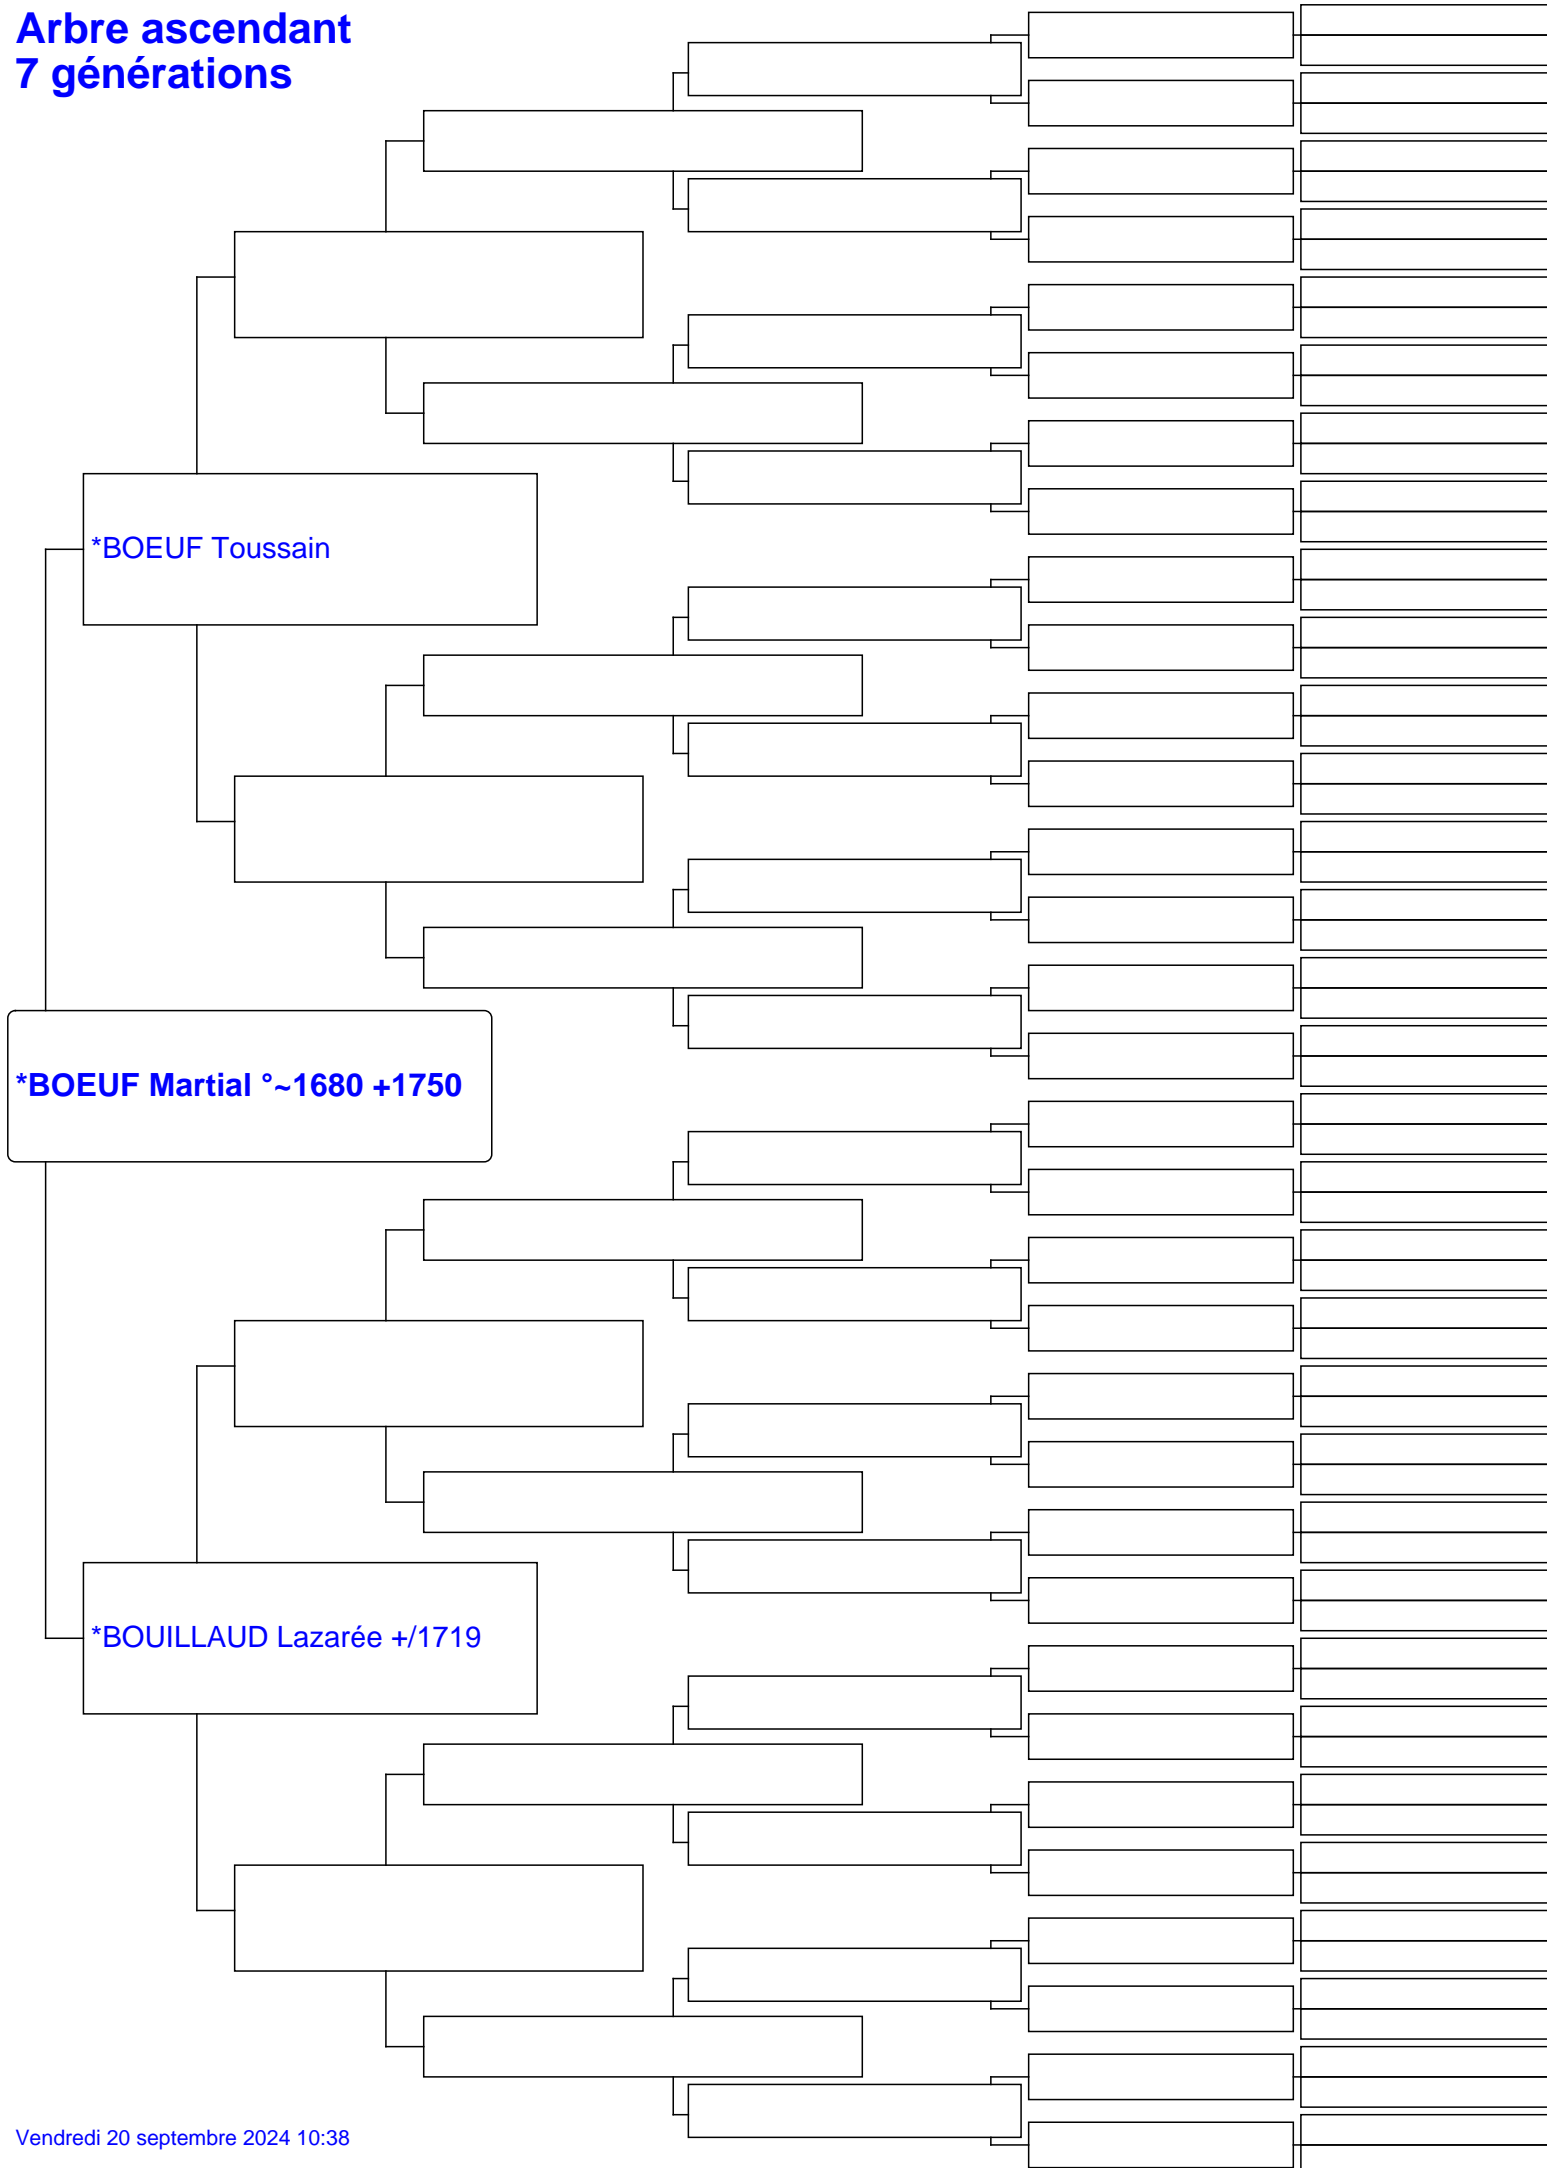 Arbre ascendant
7 générations
*BOEUF Toussain
*BOEUF Martial °~1680 +1750
*BOUILLAUD Lazarée +/1719
Vendredi 20 septembre 2024 10:38